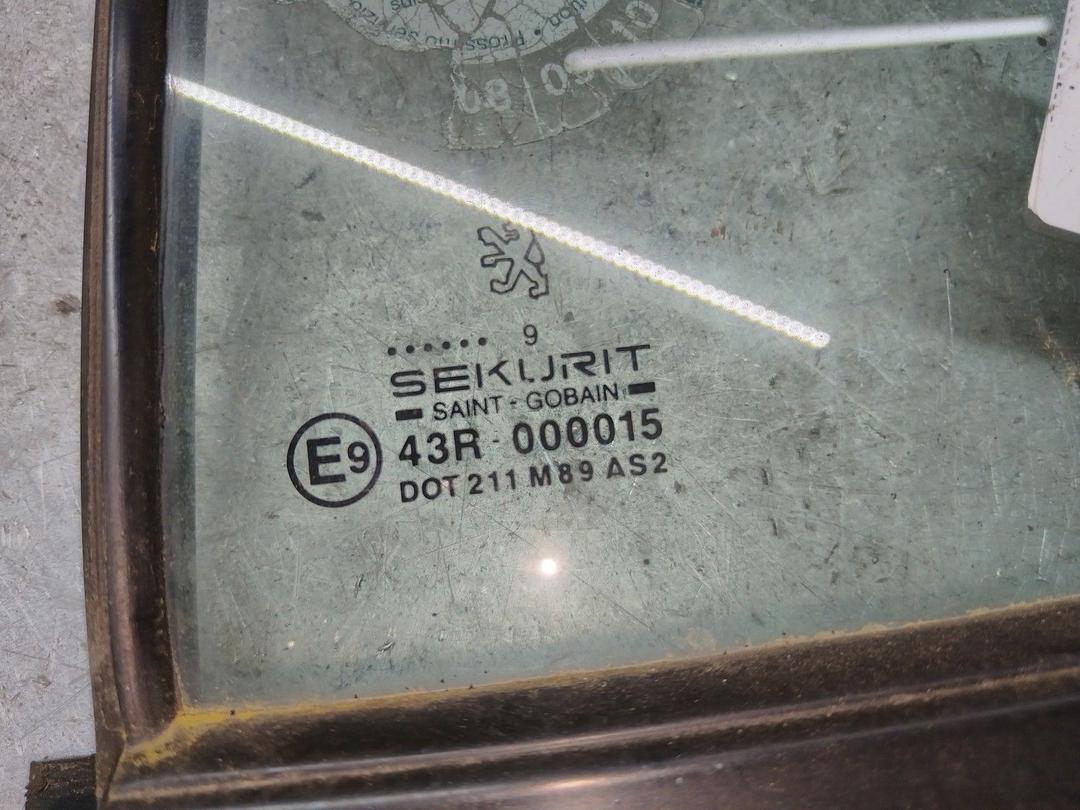 9
SEKURIT
SAINT - GOBAIN
E9
43R - 000015
DOT 211 M89 AS2